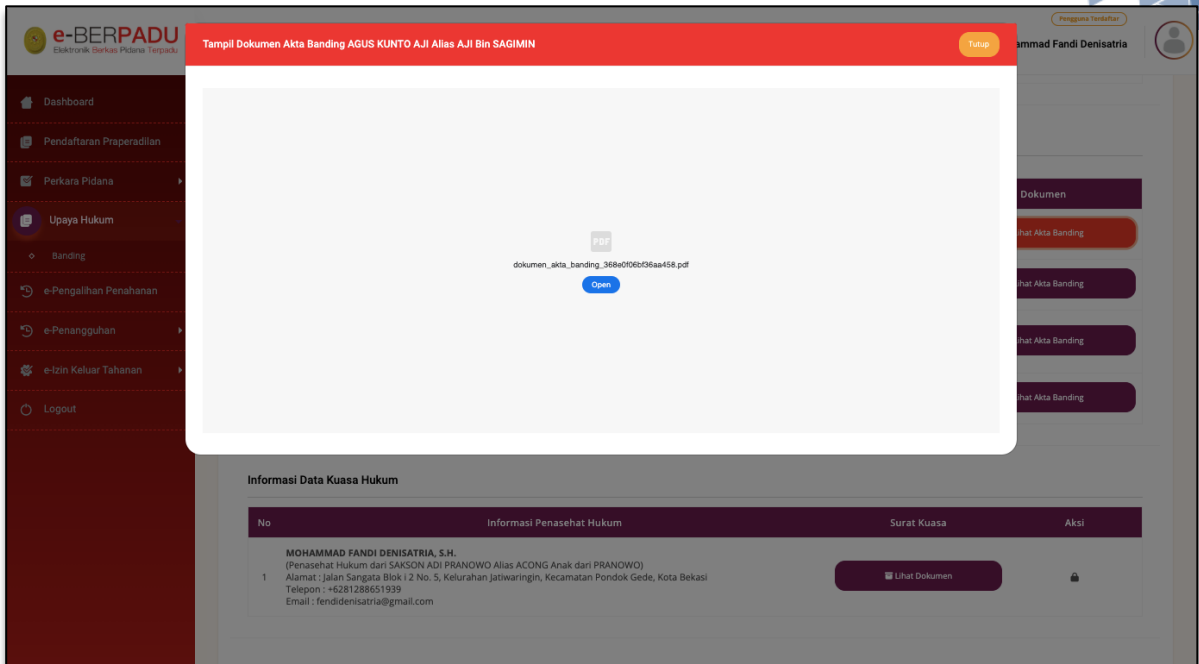 e-BERPADU
Elektronik Berkas Pidana Terpadu
Tampil Dokumen Akta Banding AGUS KUNTO AJI Alias AJI Bin SAGIMIN
Tutup
Pengguna Terdaftar
ammad Fandi Denisatria
Dashboard
Pendaftaran Praperadilan
Perkara Pidana
Upaya Hukum
Banding
e-Pengalihan Penahanan
e-Penangguhan
e-Izin Keluar Tahanan
Logout
PDF
dokumen_akta_banding_368e0f06bf36aa458.pdf
Open
Dokumen
ihat Akta Banding
ihat Akta Banding
ihat Akta Banding
ihat Akta Banding
Informasi Data Kuasa Hukum
No Informasi Penasehat Hukum Surat Kuasa Aksi
MOHAMMAD FANDI DENISATRIA, S.H.
(Penasehat Hukum dari SAKSON ADI PRANOWO Alias ACONG Anak dari PRANOWO)
1 Alamat : Jalan Sangata Blok i 2 No. 5, Kelurahan Jatiwaringin, Kecamatan Pondok Gede, Kota Bekasi
Telepon : +6281288651939
Email : fendidenisatria@gmail.com
Lihat Dokumen